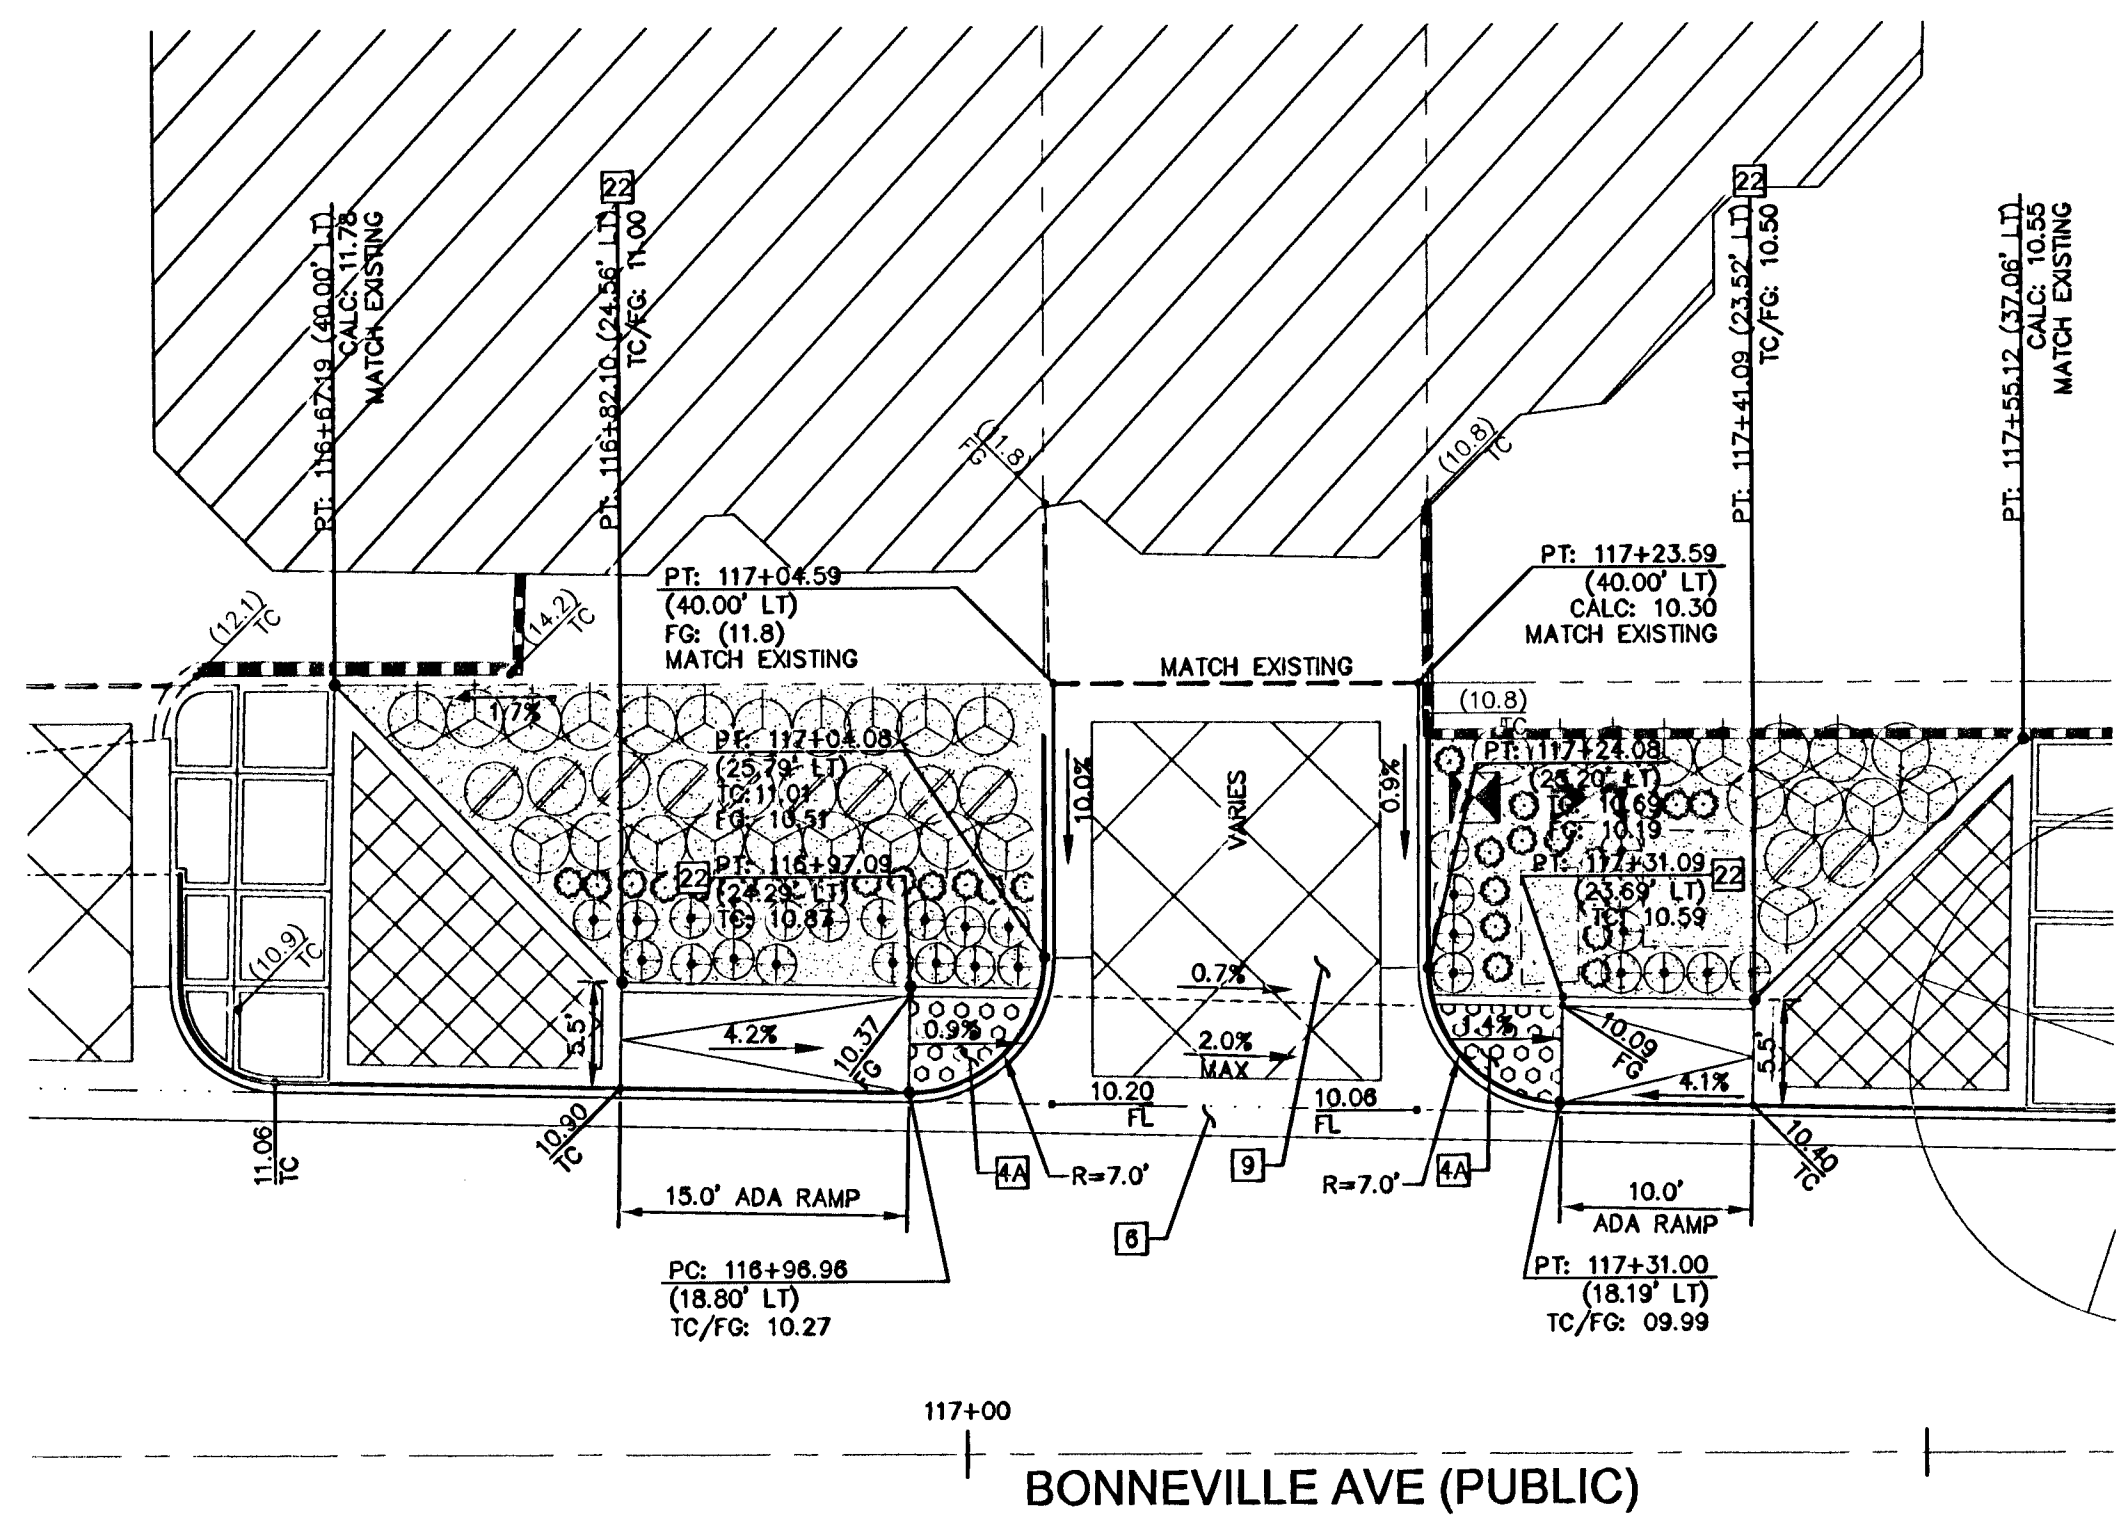 22
22
PT: 116+67.19 (40.00' LT)
CALC: 11.78
MATCH EXISTING
PT: 116+82.10 (24.56' LT)
TC/FG: 11.00
PT: 117+41.09 (23.52' LT)
TC/FG: 10.50
PT: 117+55.12 (37.06' LT)
CALC: 10.55
MATCH EXISTING
(11.8)
FG
(10.8)
TC
(12.1)
TC
(14.2)
TC
PT: 117+04.59
(40.00' LT)
FG: (11.8)
MATCH EXISTING
PT: 117+23.59
(40.00' LT)
CALC: 10.30
MATCH EXISTING
MATCH EXISTING
(10.8)
TC
1.7%
PT: 117+04.08
(25.79' LT)
TC: 11.01
FG: 10.51
10.0%
VARIES
0.9%
PT: 117+24.08
(25.20' LT)
TC: 10.69
FG: 10.19
22
PT: 116+97.09
(24.29' LT)
TC: 10.87
PT: 117+31.09
(23.69' LT)
TC: 10.59
22
(10.9)
TC
5.5'
4.2%
10.37
FG
0.9%
0.7%
2.0%
MAX
1.4%
10.09
FG
4.1%
5.5'
10.20
FL
10.06
FL
11.06
TC
10.90
TC
4A
R=7.0'
9
R=7.0'
4A
10.40
TC
15.0' ADA RAMP
6
10.0'
ADA RAMP
PC: 116+96.96
(18.80' LT)
TC/FG: 10.27
PT: 117+31.00
(18.19' LT)
TC/FG: 09.99
117+00
BONNEVILLE AVE (PUBLIC)